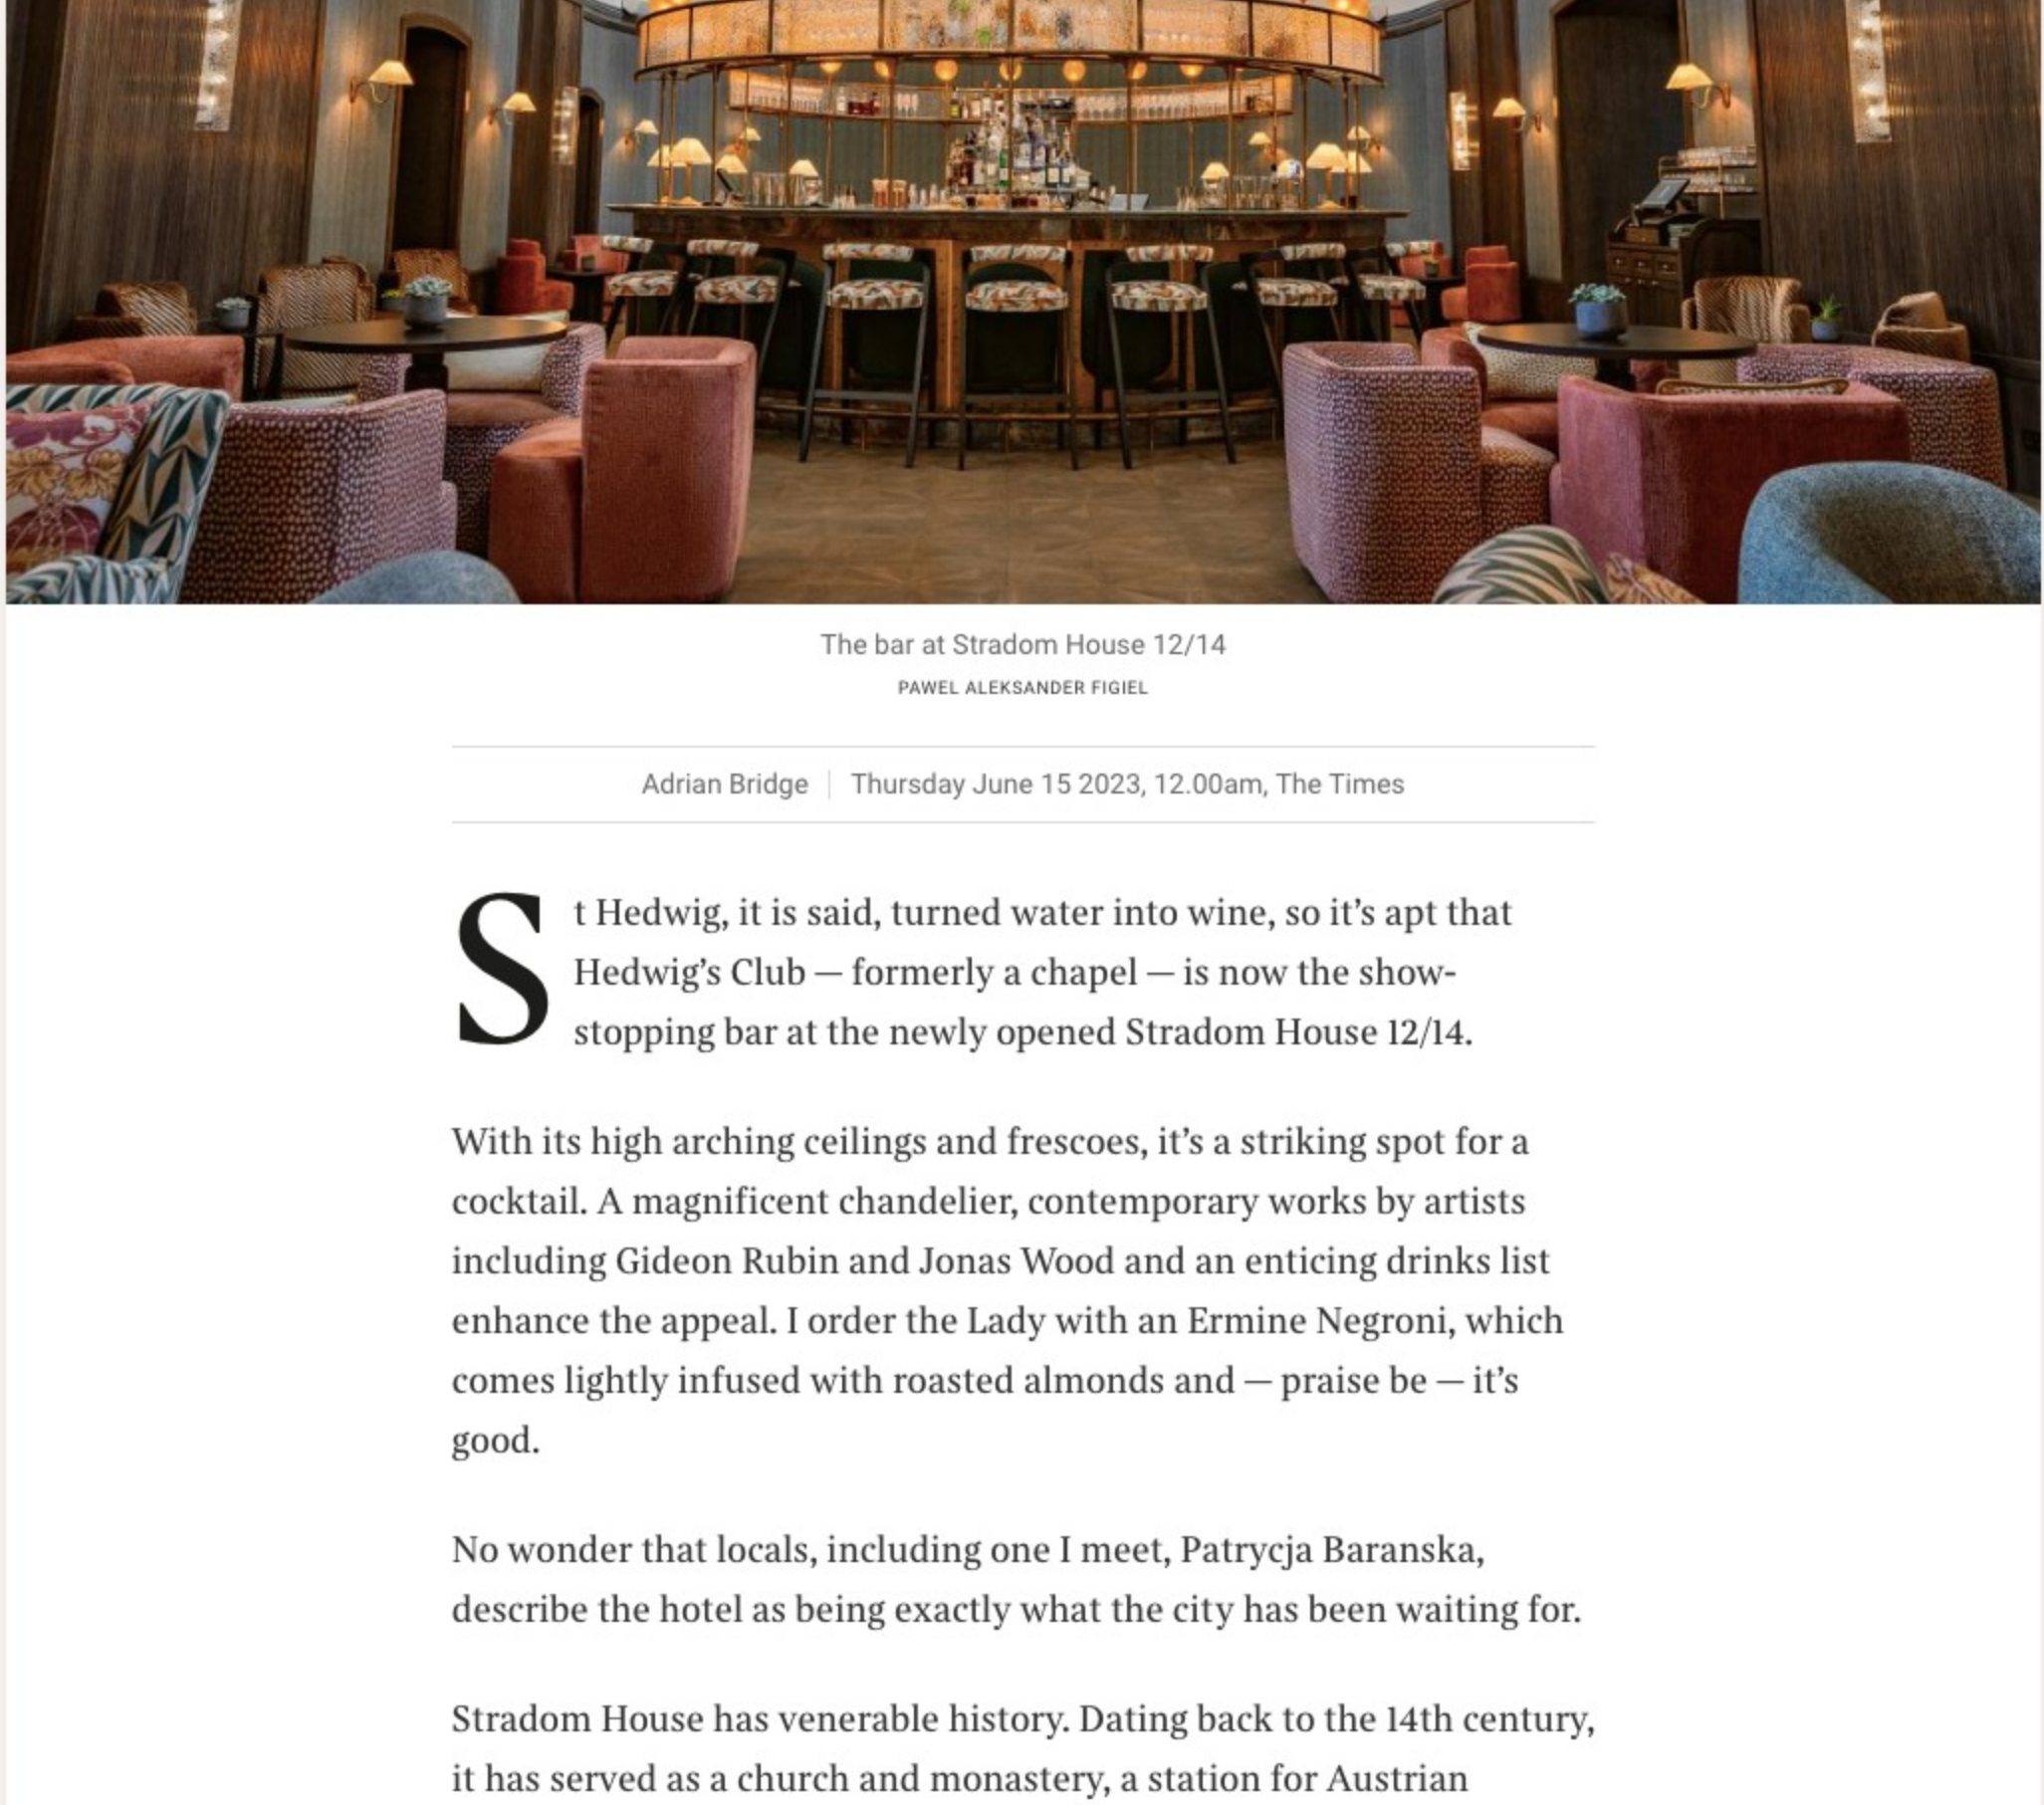 The bar at Stradom House 12/14
PAWEL ALEKSANDER FIGIEL
Adrian Bridge | Thursday June 15 2023, 12.00am, The Times
St Hedwig, it is said, turned water into wine, so it’s apt that
Hedwig’s Club — formerly a chapel — is now the show-
stopping bar at the newly opened Stradom House 12/14.
With its high arching ceilings and frescoes, it’s a striking spot for a
cocktail. A magnificent chandelier, contemporary works by artists
including Gideon Rubin and Jonas Wood and an enticing drinks list
enhance the appeal. I order the Lady with an Ermine Negroni, which
comes lightly infused with roasted almonds and — praise be — it’s
good.
No wonder that locals, including one I meet, Patrycja Baranska,
describe the hotel as being exactly what the city has been waiting for.
Stradom House has venerable history. Dating back to the 14th century,
it has served as a church and monastery, a station for Austrian